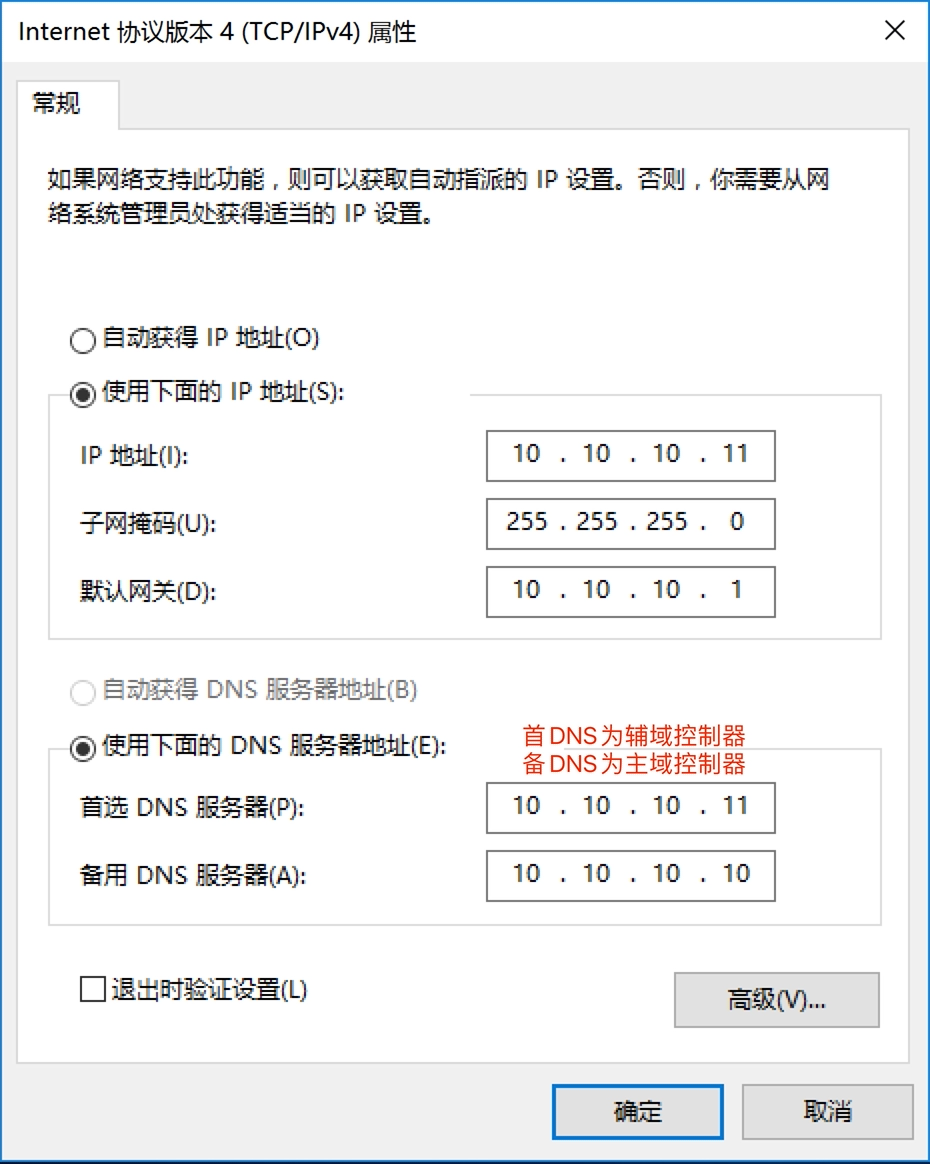 Internet 协议版本 4 (TCP/IPv4) 属性
常规
如果网络支持此功能，则可以获取自动指派的 IP 设置。否则，你需要从网
络系统管理员处获得适当的 IP 设置。
自动获得 IP 地址(O)
使用下面的 IP 地址(S):
IP 地址(I): 10 . 10 . 10 . 11
子网掩码(U): 255 . 255 . 255 . 0
默认网关(D): 10 . 10 . 10 . 1
自动获得 DNS 服务器地址(B)
使用下面的 DNS 服务器地址(E):
首DNS为辅域控制器
备DNS为主域控制器
首选 DNS 服务器(P): 10 . 10 . 10 . 11
备用 DNS 服务器(A): 10 . 10 . 10 . 10
退出时验证设置(L)
高级(V)...
确定 取消